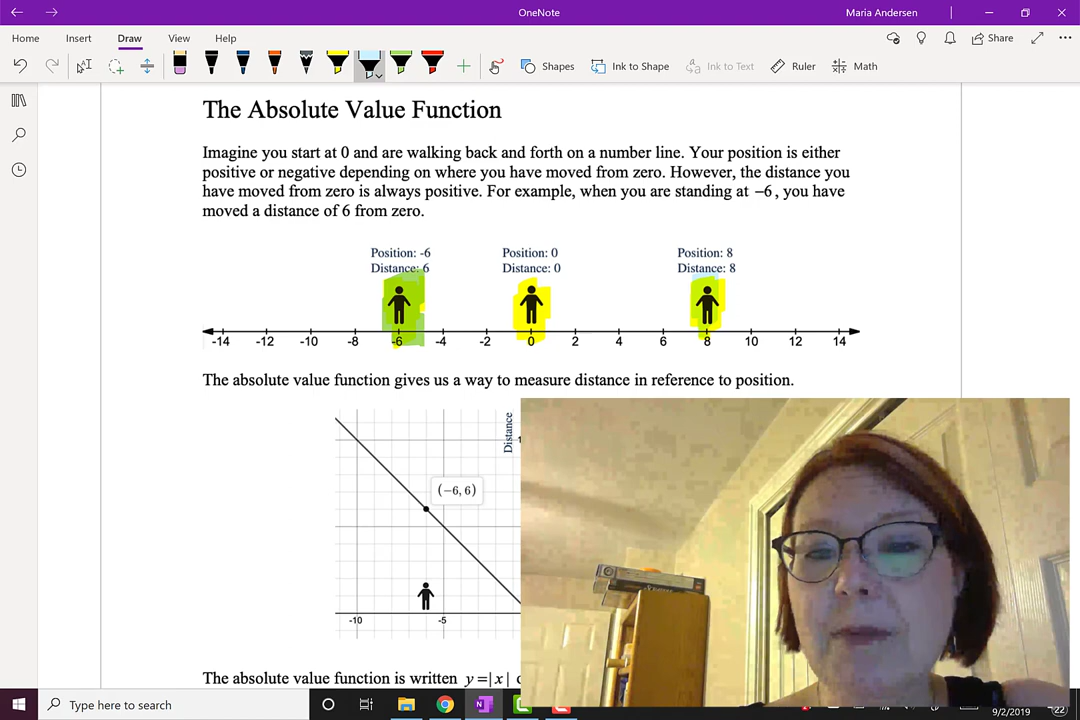 OneNote
Maria Andersen
Home Insert Draw View Help
Share
Shapes Ink to Shape Ink to Text Ruler Math
The Absolute Value Function
Imagine you start at 0 and are walking back and forth on a number line. Your position is either
positive or negative depending on where you have moved from zero. However, the distance you
have moved from zero is always positive. For example, when you are standing at −6, you have
moved a distance of 6 from zero.
Position: -6 Position: 0 Position: 8
Distance: 6 Distance: 0 Distance: 8
-14 -12 -10 -8 -6 -4 -2 0 2 4 6 8 10 12 14
The absolute value function gives us a way to measure distance in reference to position.
Distance
(−6, 6)
-10 -5
The absolute value function is written y=|x|
Type here to search
9/2/2019
22